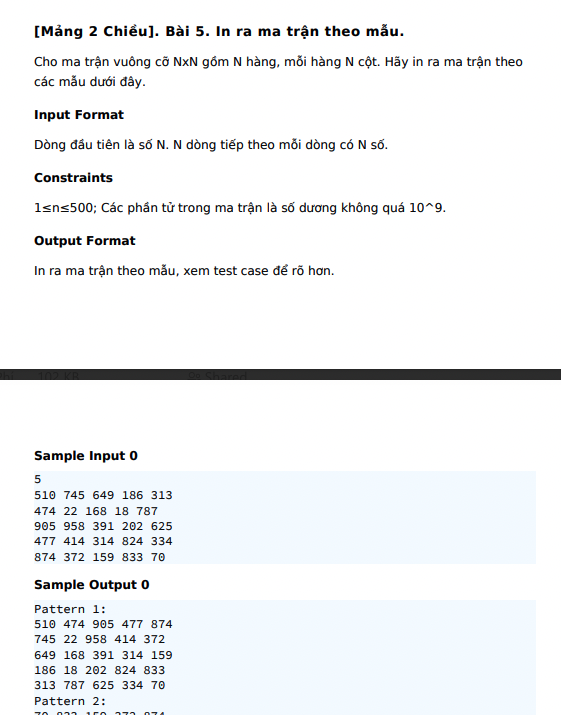 [Mảng 2 Chiều]. Bài 5. In ra ma trận theo mẫu.
Cho ma trận vuông cỡ NxN gồm N hàng, mỗi hàng N cột. Hãy in ra ma trận theo
các mẫu dưới đây.
Input Format
Dòng đầu tiên là số N. N dòng tiếp theo mỗi dòng có N số.
Constraints
1≤n≤500; Các phần tử trong ma trận là số dương không quá 10^9.
Output Format
In ra ma trận theo mẫu, xem test case để rõ hơn.
Sample Input 0
5
510 745 649 186 313
474 22 168 18 787
905 958 391 202 625
477 414 314 824 334
874 372 159 833 70
Sample Output 0
Pattern 1:
510 474 905 477 874
745 22 958 414 372
649 168 391 314 159
186 18 202 824 833
313 787 625 334 70
Pattern 2:
70 833 159 372 874